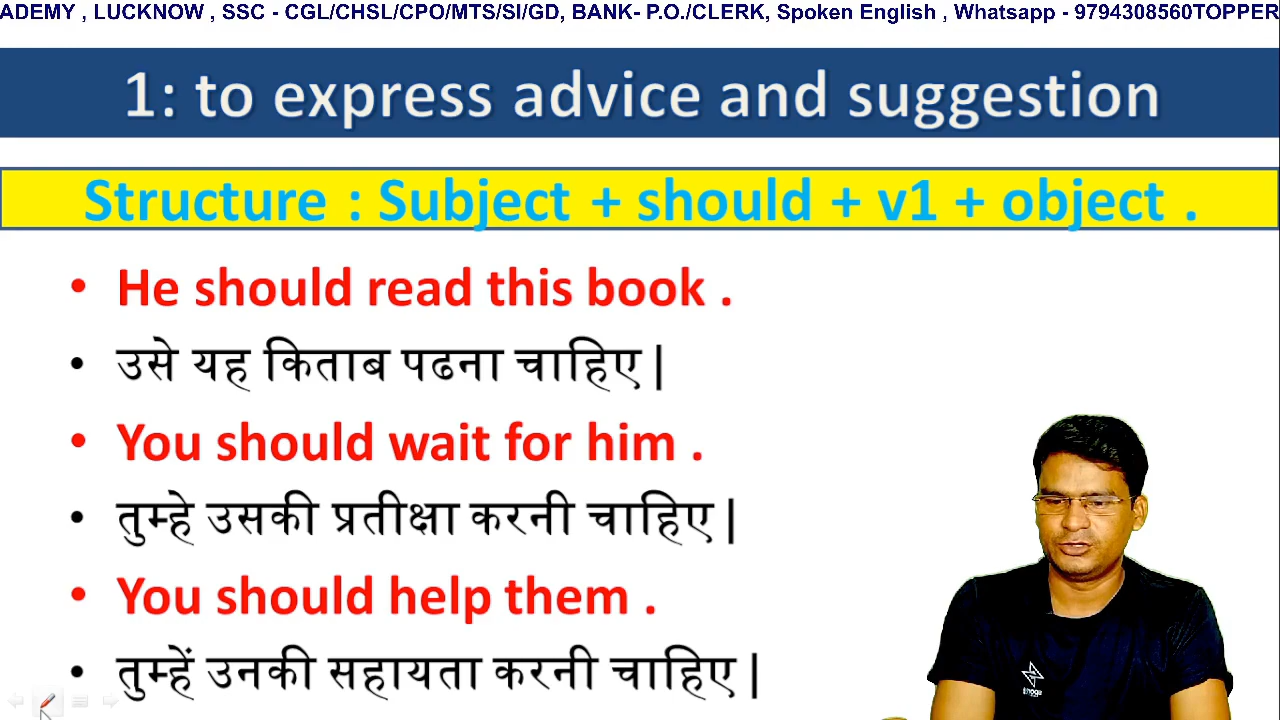 ADEMY , LUCKNOW , SSC - CGL/CHSL/CPO/MTS/SI/GD, BANK- P.O./CLERK, Spoken English , Whatsapp - 9794308560TOPPER
1: to express advice and suggestion
Structure : Subject + should + v1 + object .
• He should read this book .
• उसे यह किताब पढना चाहिए |
• You should wait for him .
• तुम्हे उसकी प्रतीक्षा करनी चाहिए |
• You should help them .
• तुम्हें उनकी सहायता करनी चाहिए |